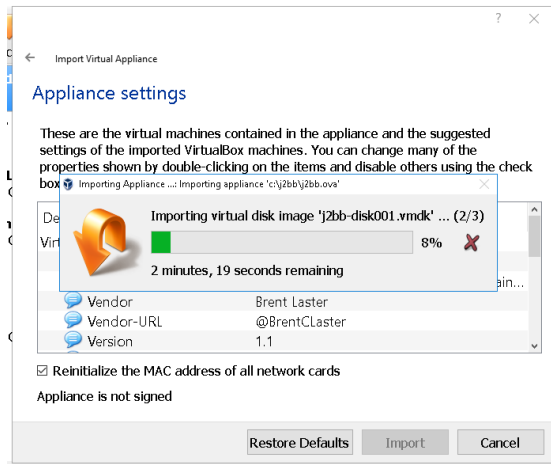 ?
Import Virtual Appliance
Appliance settings
These are the virtual machines contained in the appliance and the suggested
settings of the imported VirtualBox machines. You can change many of the
properties shown by double-clicking on the items and disable others using the check
box
Importing Appliance ...: Importing appliance 'c:\j2bb\j2bb.ova'
Importing virtual disk image 'j2bb-disk001.vmdk' ... (2/3)
8%
2 minutes, 19 seconds remaining
De
Virt
ain...
Vendor Brent Laster
Vendor-URL @BrentCLaster
Version 1.1
Reinitialize the MAC address of all network cards
Appliance is not signed
Restore Defaults Import Cancel